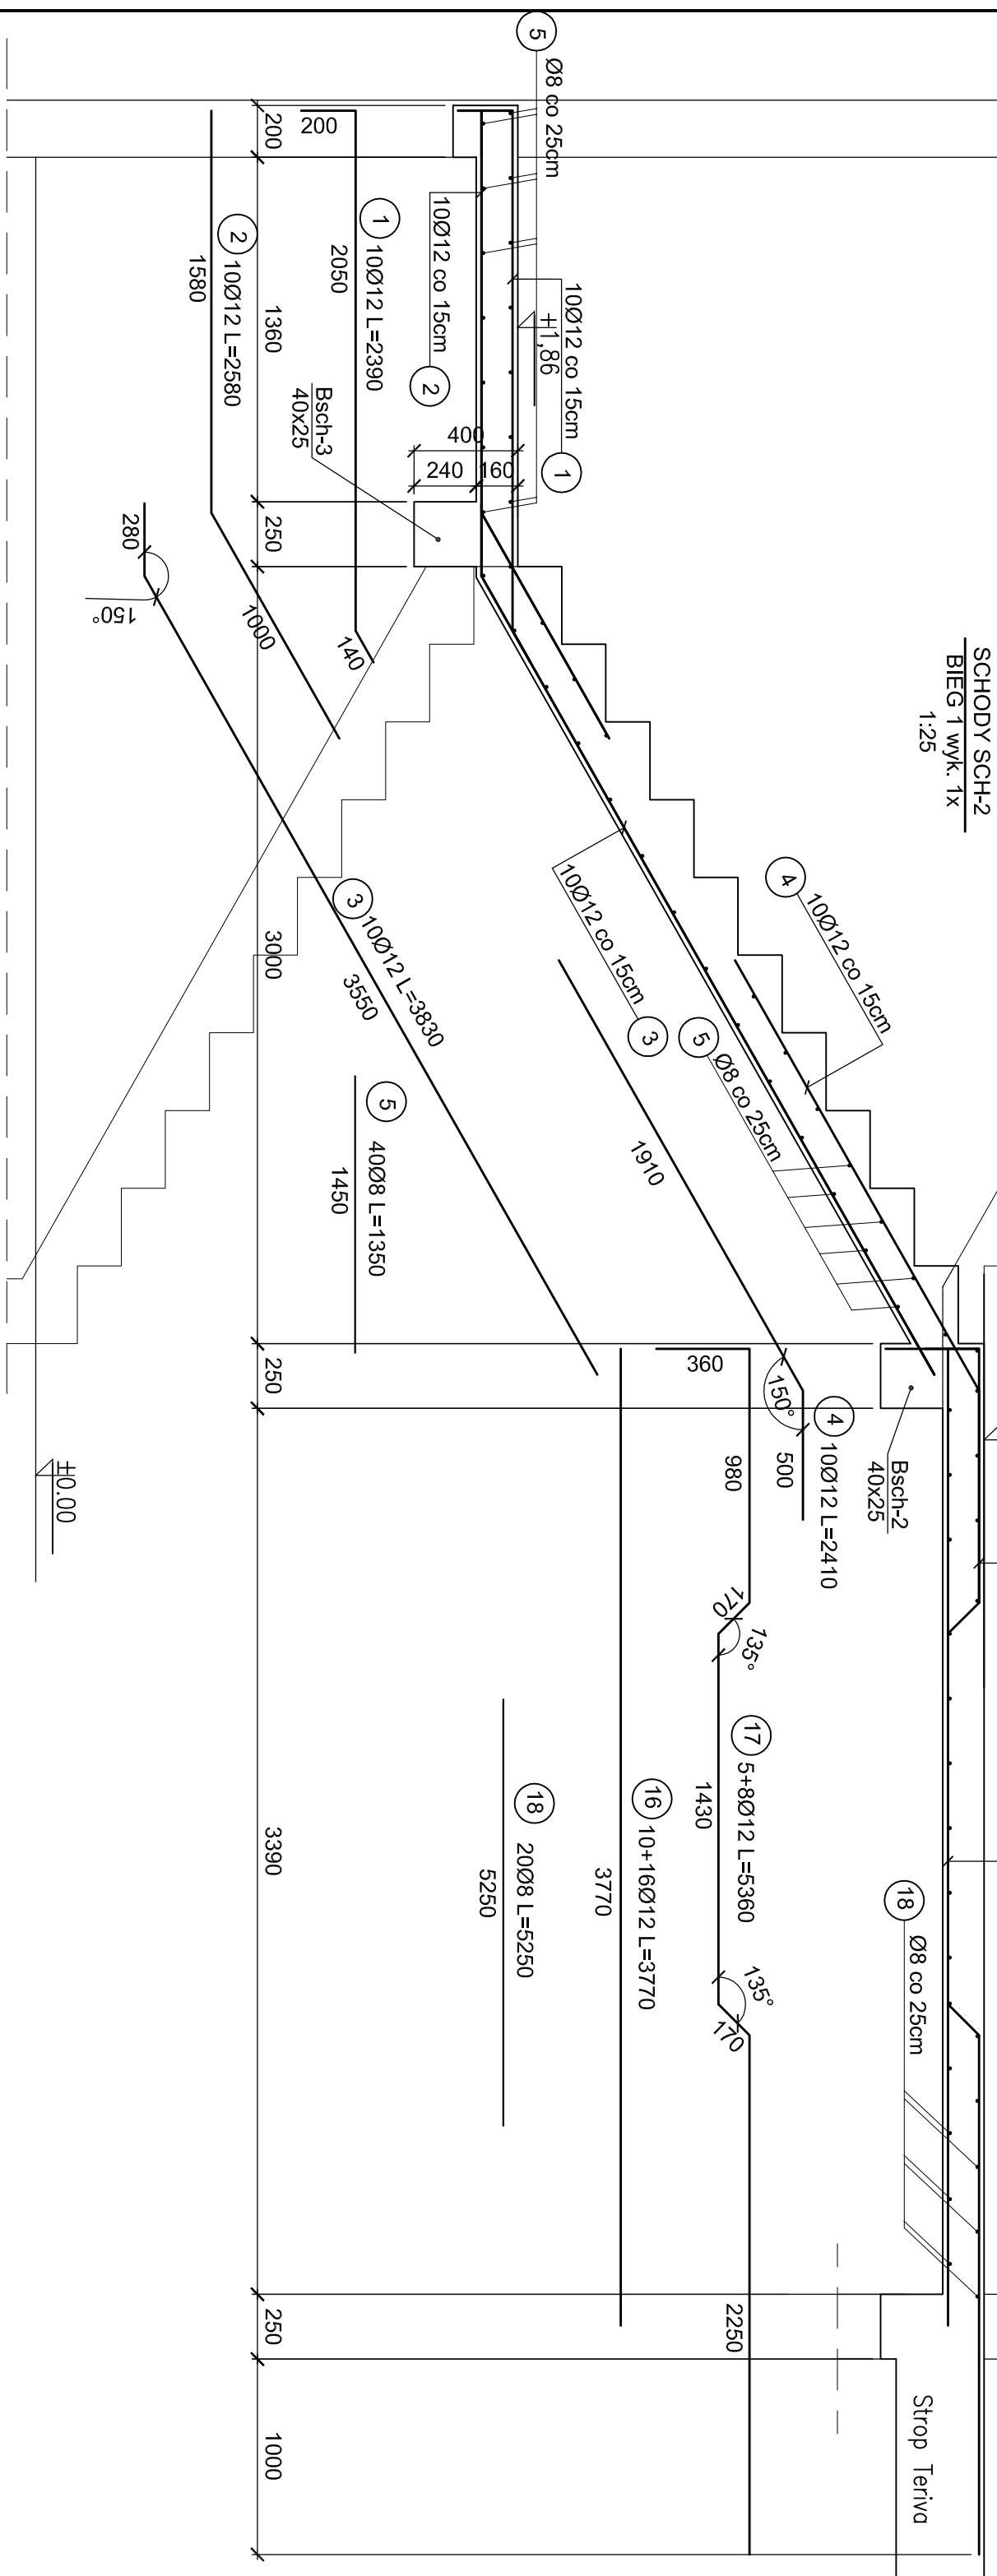 SCHODY SCH-2
BIEG 1 wyk. 1x
1:25
5
Ø8 co 25cm
10Ø12 co 15cm
1
+1,86
10Ø12 co 15cm
2
400
240
160
Bsch-3
40x25
4
10Ø12 co 15cm
10Ø12 co 15cm
3
5
Ø8 co 25cm
Bsch-2
40x25
18
Ø8 co 25cm
Strop Teriva
200
1
10Ø12 L=2390
2050
140
2
10Ø12 L=2580
1580
1000
280
150°
3
10Ø12 L=3830
3550
5
40Ø8 L=1350
1450
1910
150°
500
4
10Ø12 L=2410
360
980
170
135°
17
5+8Ø12 L=5360
1430
135°
170
2250
16
10+16Ø12 L=3770
3770
18
20Ø8 L=5250
5250
200
1360
250
3000
250
3390
250
1000
±0.00